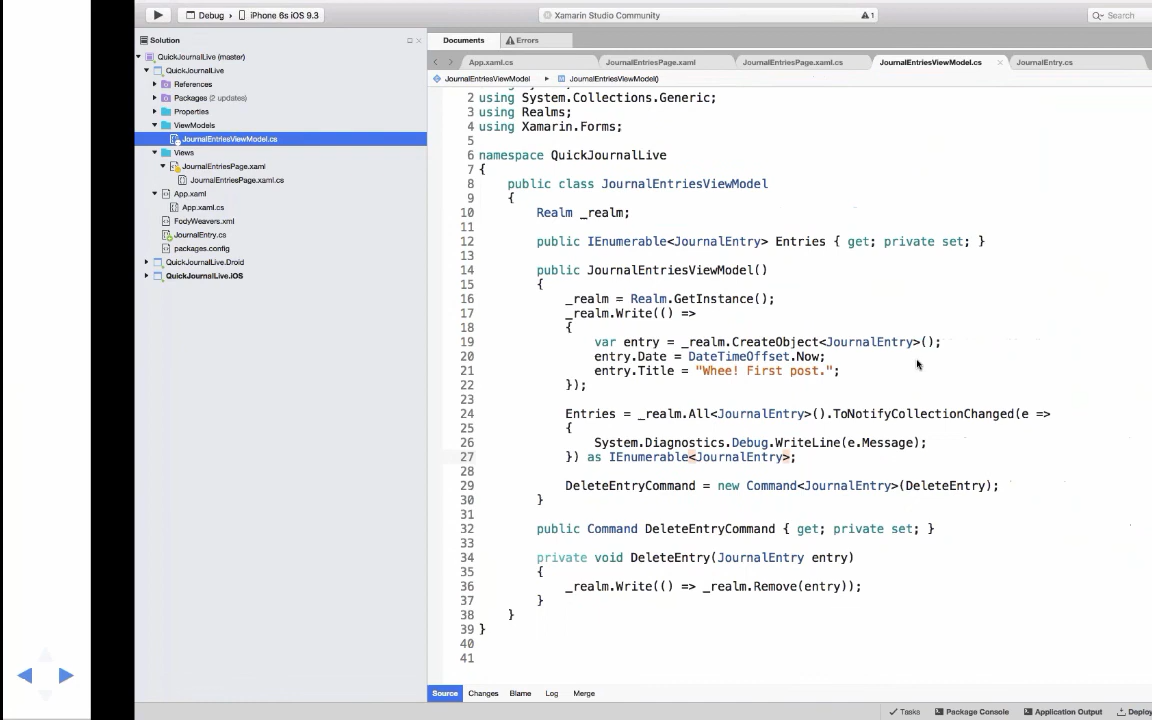 Debug › iPhone 6s iOS 9.3
Xamarin Studio Community
1
Search
Solution
QuickJournalLive (master)
QuickJournalLive
References
Packages (2 updates)
Properties
ViewModels
JournalEntriesViewModel.cs
Views
JournalEntriesPage.xaml
JournalEntriesPage.xaml.cs
App.xaml
App.xaml.cs
FodyWeavers.xml
JournalEntry.cs
packages.config
QuickJournalLive.Droid
QuickJournalLive.iOS
Documents
Errors
App.xaml.cs
JournalEntriesPage.xaml
JournalEntriesPage.xaml.cs
JournalEntriesViewModel.cs
JournalEntry.cs
JournalEntriesViewModel
JournalEntriesViewModel()
2 using System.Collections.Generic;
3 using Realms;
4 using Xamarin.Forms;
5
6 namespace QuickJournalLive
7 {
8 public class JournalEntriesViewModel
9 {
10 Realm _realm;
11
12 public IEnumerable<JournalEntry> Entries { get; private set; }
13
14 public JournalEntriesViewModel()
15 {
16 _realm = Realm.GetInstance();
17 _realm.Write(() =>
18 {
19 var entry = _realm.CreateObject<JournalEntry>();
20 entry.Date = DateTimeOffset.Now;
21 entry.Title = "Whee! First post.";
22 });
23
24 Entries = _realm.All<JournalEntry>().ToNotifyCollectionChanged(e =>
25 {
26 System.Diagnostics.Debug.WriteLine(e.Message);
27 }) as IEnumerable<JournalEntry>;
28
29 DeleteEntryCommand = new Command<JournalEntry>(DeleteEntry);
30 }
31
32 public Command DeleteEntryCommand { get; private set; }
33
34 private void DeleteEntry(JournalEntry entry)
35 {
36 _realm.Write(() => _realm.Remove(entry));
37 }
38 }
39 }
40
41
Source Changes Blame Log Merge
Tasks Package Console Application Output Deplo